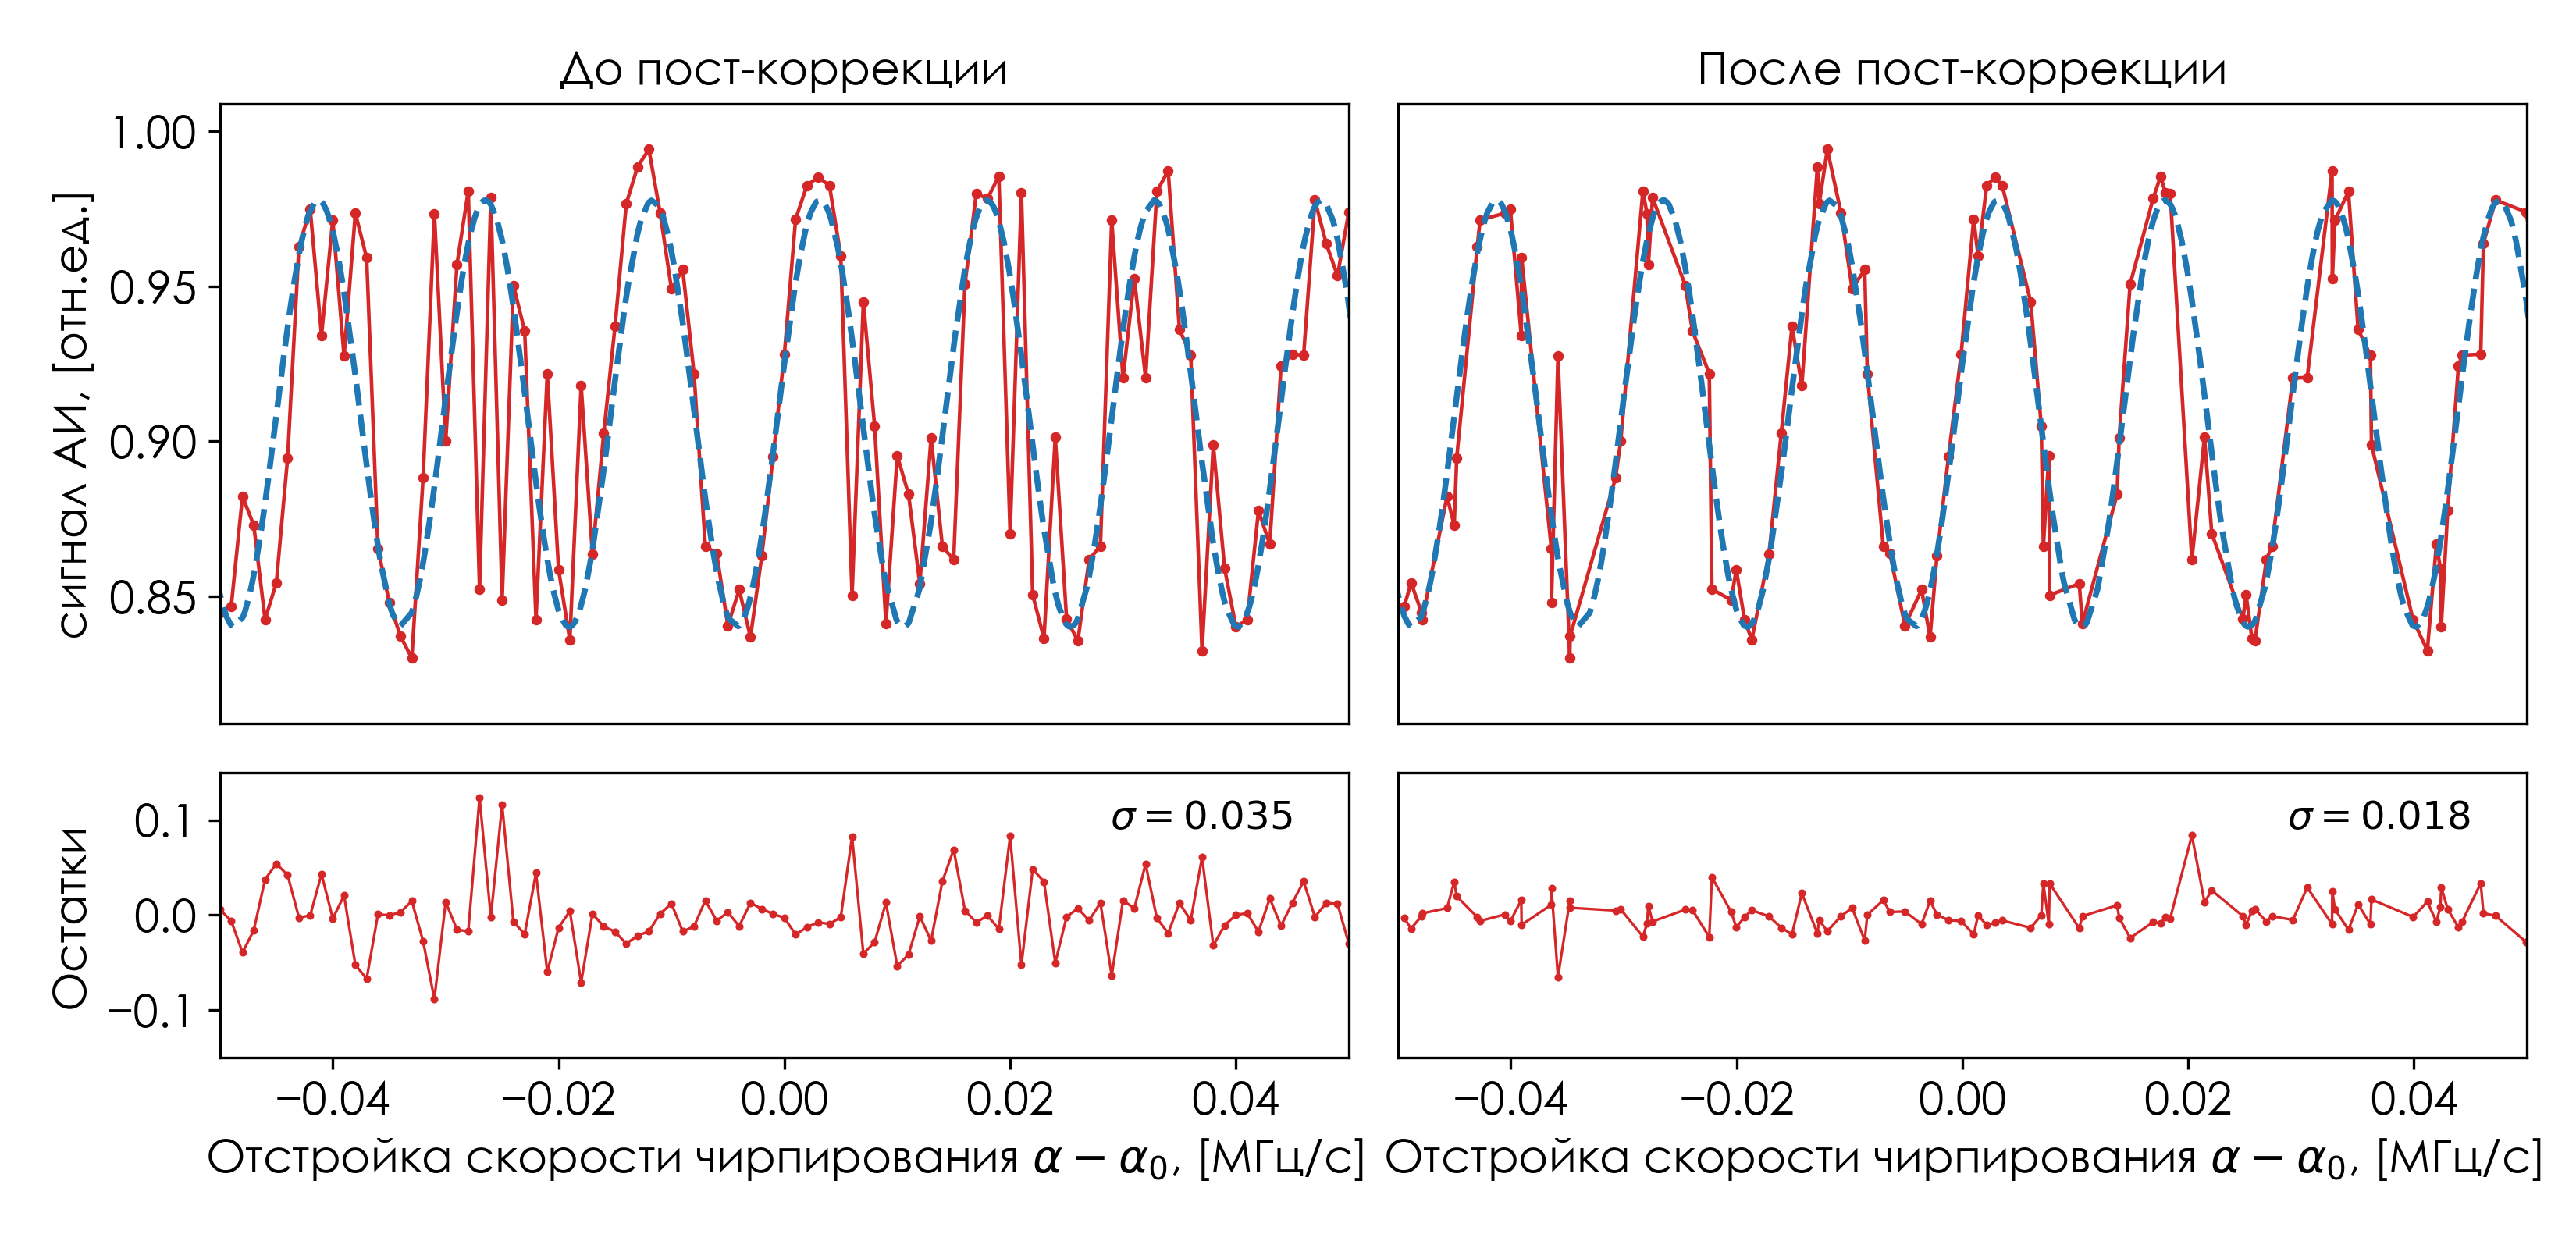 До пост-коррекции
После пост-коррекции
сигнал АИ, [отн.ед.]
1.00
0.95
0.90
0.85
Остатки
0.1
0.0
−0.1
σ = 0.035
σ = 0.018
−0.04 −0.02 0.00 0.02 0.04
−0.04 −0.02 0.00 0.02 0.04
Отстройка скорости чирпирования α − α₀, [МГц/с]
Отстройка скорости чирпирования α − α₀, [МГц/с]